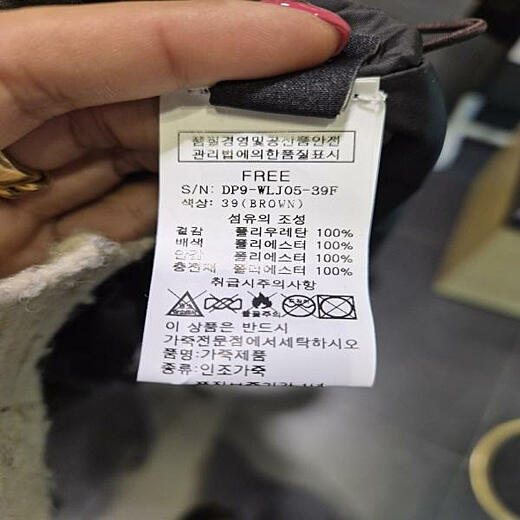 품질경영및공산품안전
관리법에의한품질표시
FREE
S/N: DP9-WLJ05-39F
색상: 39(BROWN)
섬유의 조성
겉감 폴리우레탄 100%
배색 폴리에스터 100%
안감 폴리에스터 100%
충전재 폴리에스터 100%
취급시주의사항
불꽃주의
이 상품은 반드시
가죽전문점에서세탁하시오
품명:가죽제품
종류:인조가죽